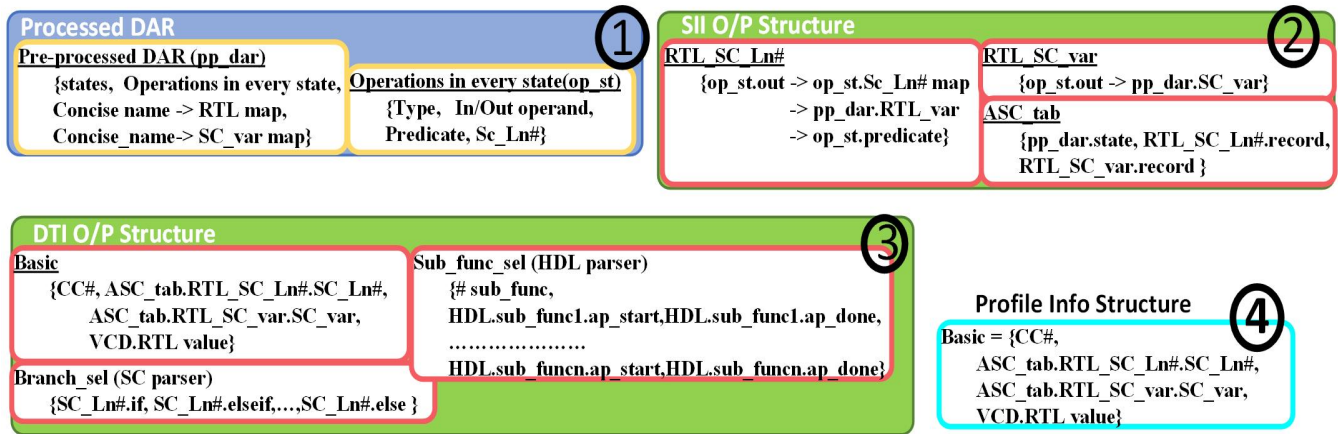 Processed DAR
1
Pre-processed DAR (pp_dar)
{states, Operations in every state,
Concise name -> RTL map,
Concise_name-> SC_var map}
Operations in every state(op_st)
{Type, In/Out operand,
Predicate, Sc_Ln#}
SII O/P Structure
2
RTL_SC_Ln#
{op_st.out -> op_st.Sc_Ln# map
-> pp_dar.RTL_var
-> op_st.predicate}
RTL_SC_var
{op_st.out -> pp_dar.SC_var}
ASC_tab
{pp_dar.state, RTL_SC_Ln#.record,
RTL_SC_var.record }
DTI O/P Structure
3
Basic
{CC#, ASC_tab.RTL_SC_Ln#.SC_Ln#,
ASC_tab.RTL_SC_var.SC_var,
VCD.RTL value}
Branch_sel (SC parser)
{SC_Ln#.if, SC_Ln#.elseif,...,SC_Ln#.else }
Sub_func_sel (HDL parser)
{# sub_func,
HDL.sub_func1.ap_start,HDL.sub_func1.ap_done,
.....................
HDL.sub_funcn.ap_start,HDL.sub_funcn.ap_done}
Profile Info Structure
4
Basic = {CC#,
ASC_tab.RTL_SC_Ln#.SC_Ln#,
ASC_tab.RTL_SC_var.SC_var,
VCD.RTL value}